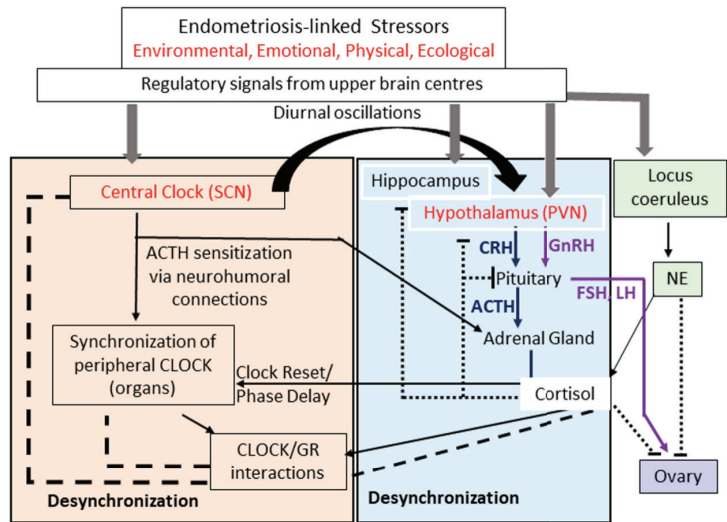 Endometriosis-linked Stressors
Environmental, Emotional, Physical, Ecological
Regulatory signals from upper brain centres
Diurnal oscillations
Central Clock (SCN)
ACTH sensitization
via neurohumoral
connections
Synchronization of
peripheral CLOCK
(organs)
Clock Reset/
Phase Delay
CLOCK/GR
interactions
Desynchronization
Hippocampus
Hypothalamus (PVN)
CRH
GnRH
Pituitary
FSH, LH
ACTH
Adrenal Gland
Cortisol
Desynchronization
Locus
coeruleus
NE
Ovary